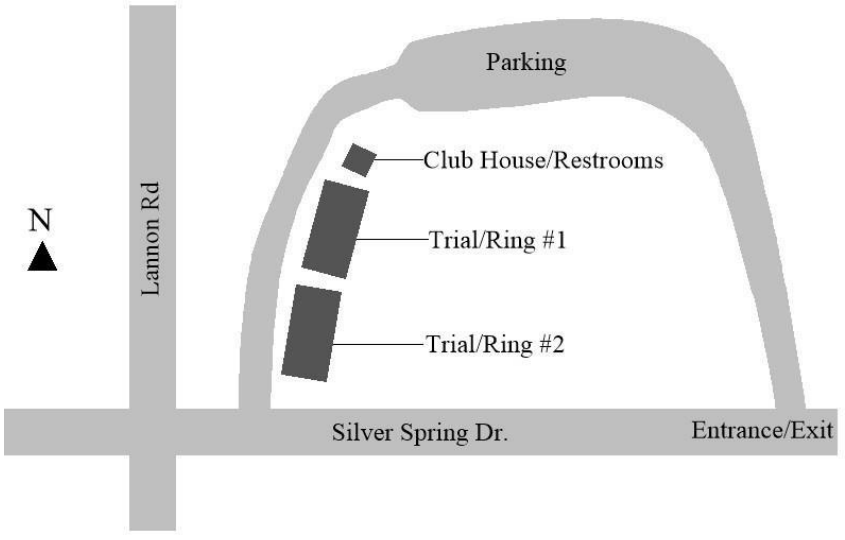 Parking
Club House/Restrooms
Lannon Rd
N
Trial/Ring #1
Trial/Ring #2
Silver Spring Dr.
Entrance/Exit